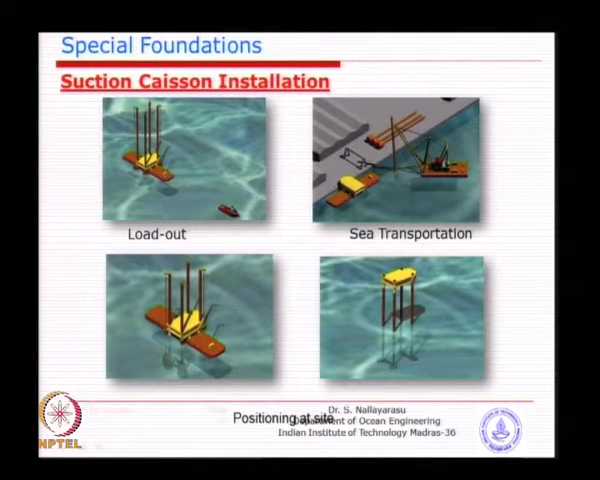 Special Foundations
Suction Caisson Installation
Load-out
Sea Transportation
Positioning at site
Dr. S. Nallayarasu
Department of Ocean Engineering
Indian Institute of Technology Madras-36
NPTEL